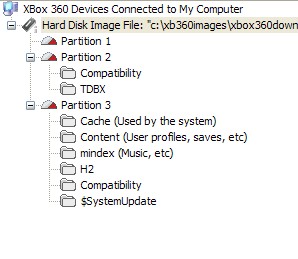 XBox 360 Devices Connected to My Computer
Hard Disk Image File: "c:\xb360images\xbox360down
Partition 1
Partition 2
Compatibility
TDBX
Partition 3
Cache (Used by the system)
Content (User profiles, saves, etc)
mindex (Music, etc)
H2
Compatibility
$SystemUpdate